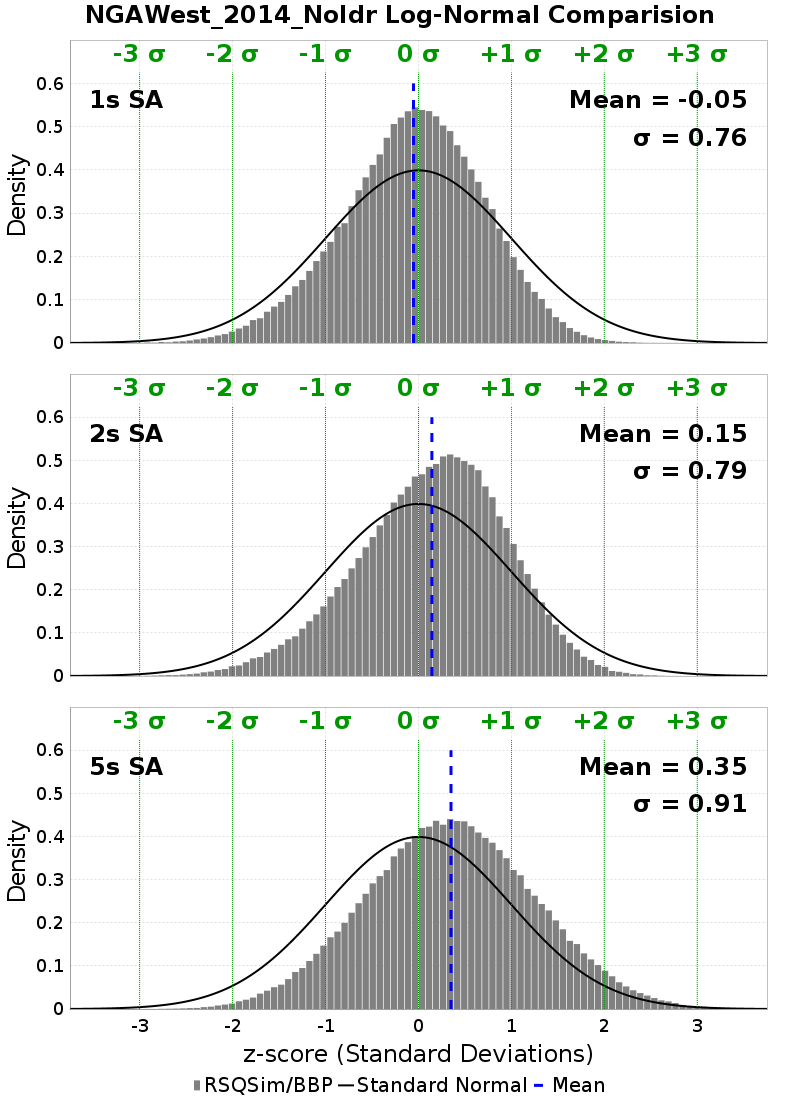 NGAWest_2014_NoIdr Log-Normal Comparision
-3 σ -2 σ -1 σ 0 σ +1 σ +2 σ +3 σ
0.6
1s SA
Mean = -0.05
0.5
σ = 0.76
0.4
0.3
0.2
0.1
0
Density
-3 σ -2 σ -1 σ 0 σ +1 σ +2 σ +3 σ
0.6
2s SA
Mean = 0.15
0.5
σ = 0.79
0.4
0.3
0.2
0.1
0
Density
-3 σ -2 σ -1 σ 0 σ +1 σ +2 σ +3 σ
0.6
5s SA
Mean = 0.35
0.5
σ = 0.91
0.4
0.3
0.2
0.1
0
Density
-3 -2 -1 0 1 2 3
z-score (Standard Deviations)
RSQSim/BBP Standard Normal Mean